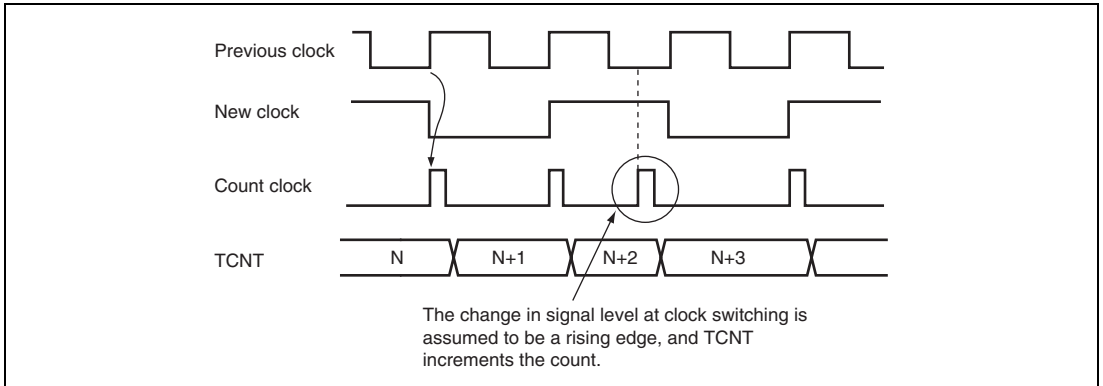 Previous clock
New clock
Count clock
TCNT N N+1 N+2 N+3
The change in signal level at clock switching is
assumed to be a rising edge, and TCNT
increments the count.